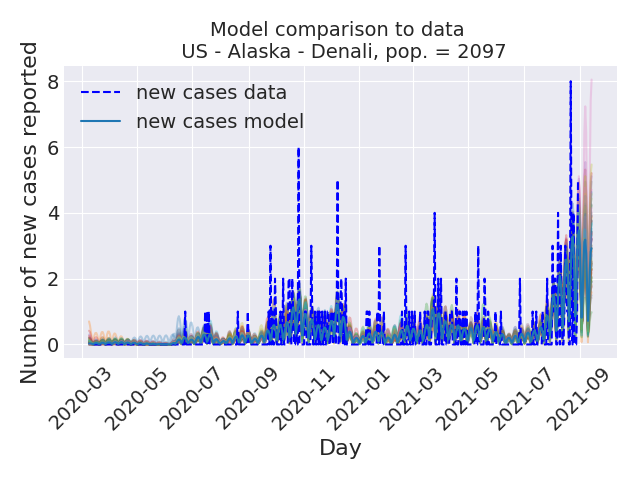 Model comparison to data
US - Alaska - Denali, pop. = 2097
Number of new cases reported
8
6
4
2
0
new cases data
new cases model
2020-03
2020-05
2020-07
2020-09
2020-11
2021-01
2021-03
2021-05
2021-07
2021-09
Day